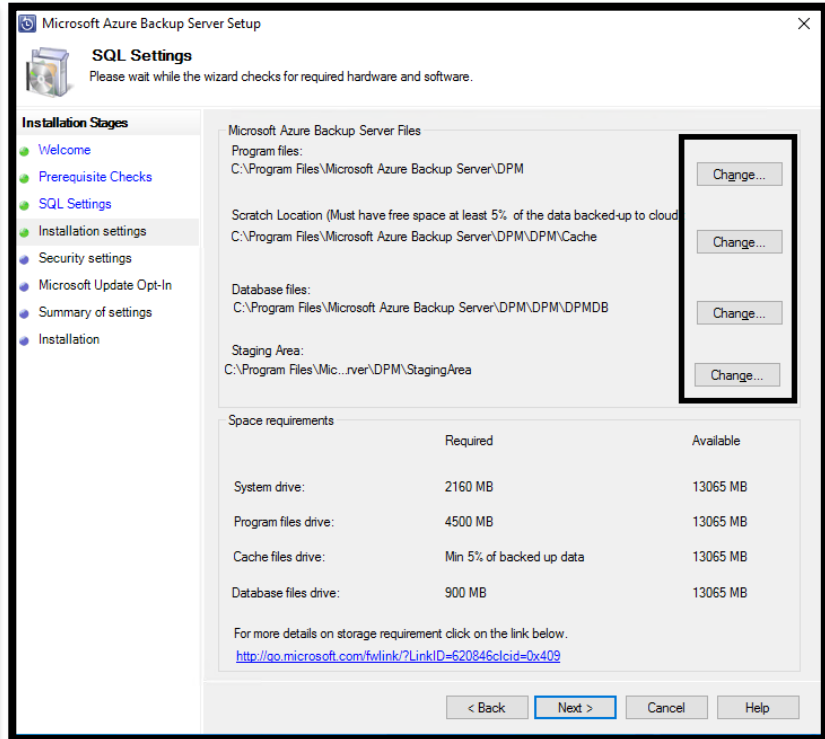 Microsoft Azure Backup Server Setup
SQL Settings
Please wait while the wizard checks for required hardware and software.
Installation Stages
Welcome
Prerequisite Checks
SQL Settings
Installation settings
Security settings
Microsoft Update Opt-In
Summary of settings
Installation
Microsoft Azure Backup Server Files
Program files:
C:\Program Files\Microsoft Azure Backup Server\DPM
Change...
Scratch Location (Must have free space at least 5% of the data backed-up to cloud
C:\Program Files\Microsoft Azure Backup Server\DPM\DPM\Cache
Change...
Database files:
C:\Program Files\Microsoft Azure Backup Server\DPM\DPM\DPMDB
Change...
Staging Area:
C:\Program Files\Mic...rver\DPM\StagingArea
Change...
Space requirements
Required Available
System drive: 2160 MB 13065 MB
Program files drive: 4500 MB 13065 MB
Cache files drive: Min 5% of backed up data 13065 MB
Database files drive: 900 MB 13065 MB
For more details on storage requirement click on the link below.
http://go.microsoft.com/fwlink/?LinkID=620846clcid=0x409
< Back Next > Cancel Help